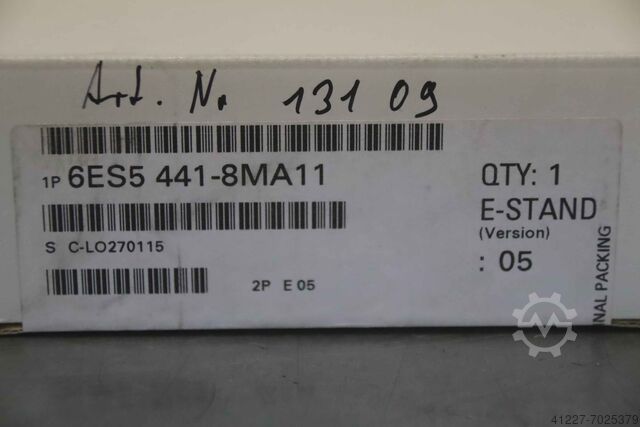 Art. Nr 131 09
1P 6ES5 441-8MA11
QTY: 1
E-STAND
(Version)
: 05
S C-LO270115
2P E 05
NAL PACKING
41227-7025379